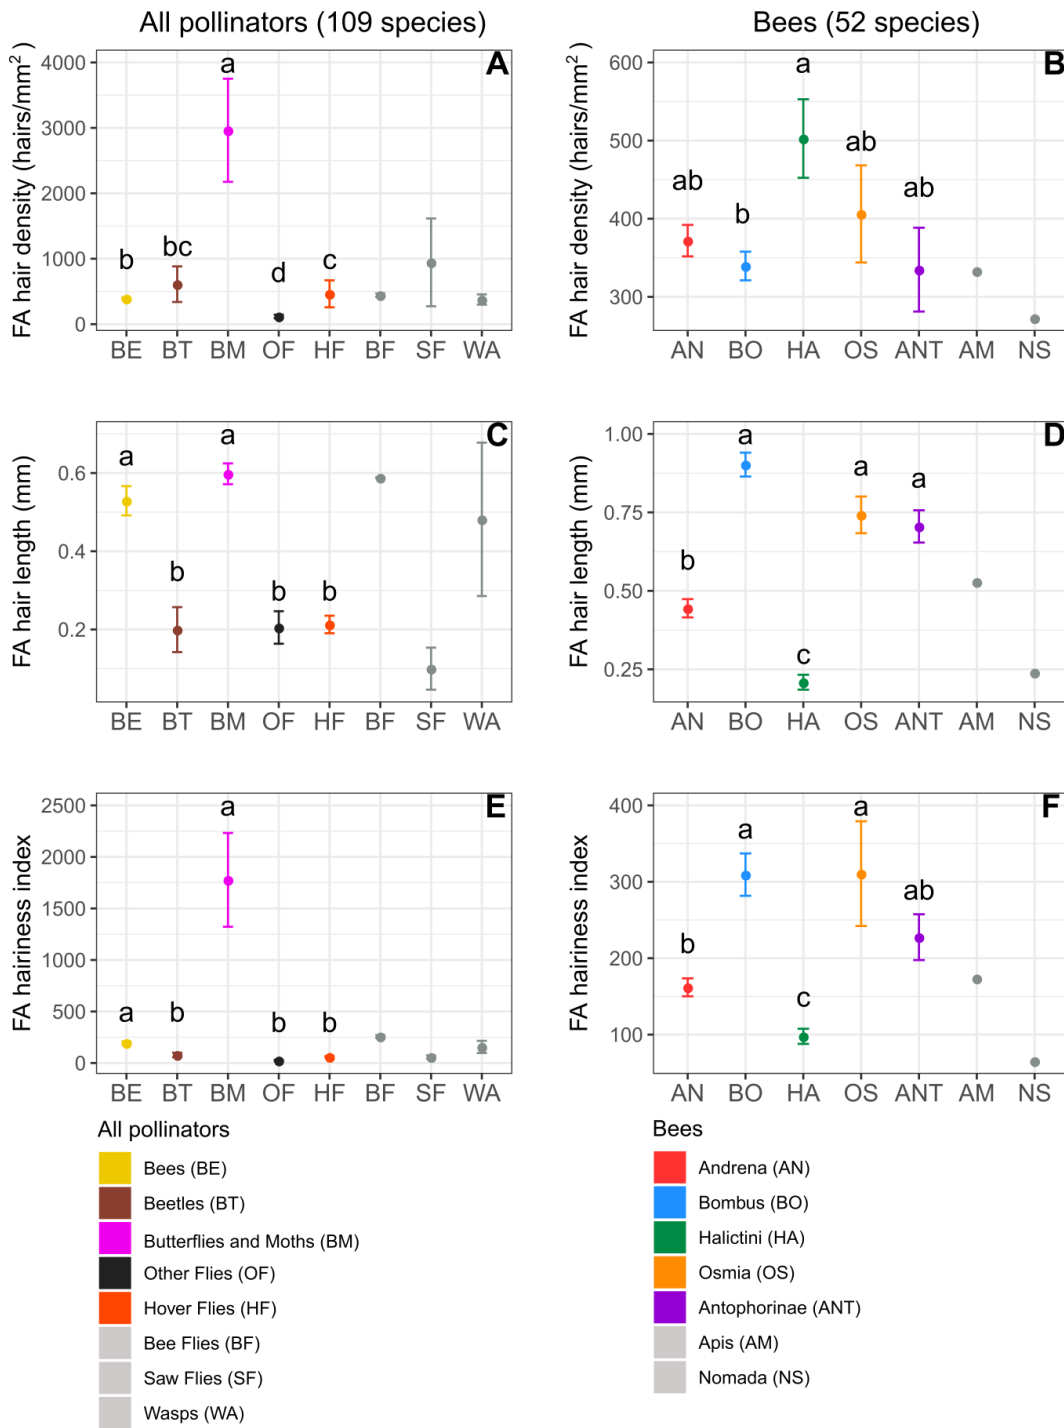 All pollinators (109 species)
Bees (52 species)
FA hair density (hairs/mm²)
A
4000
3000
2000
1000
0
a
b
bc
d
c
BE BT BM OF HF BF SF WA
FA hair density (hairs/mm²)
B
600
500
400
300
a
ab
ab
b
ab
AN BO HA OS ANT AM NS
FA hair length (mm)
C
0.6
0.4
0.2
a
a
b
b
b
BE BT BM OF HF BF SF WA
FA hair length (mm)
D
1.00
0.75
0.50
0.25
a
a
a
b
c
AN BO HA OS ANT AM NS
FA hairiness index
E
2500
2000
1500
1000
500
0
a
a
b
b
b
BE BT BM OF HF BF SF WA
FA hairiness index
F
400
300
200
100
a
a
ab
b
c
AN BO HA OS ANT AM NS
All pollinators
Bees (BE)
Beetles (BT)
Butterflies and Moths (BM)
Other Flies (OF)
Hover Flies (HF)
Bee Flies (BF)
Saw Flies (SF)
Wasps (WA)
Bees
Andrena (AN)
Bombus (BO)
Halictini (HA)
Osmia (OS)
Antophorinae (ANT)
Apis (AM)
Nomada (NS)